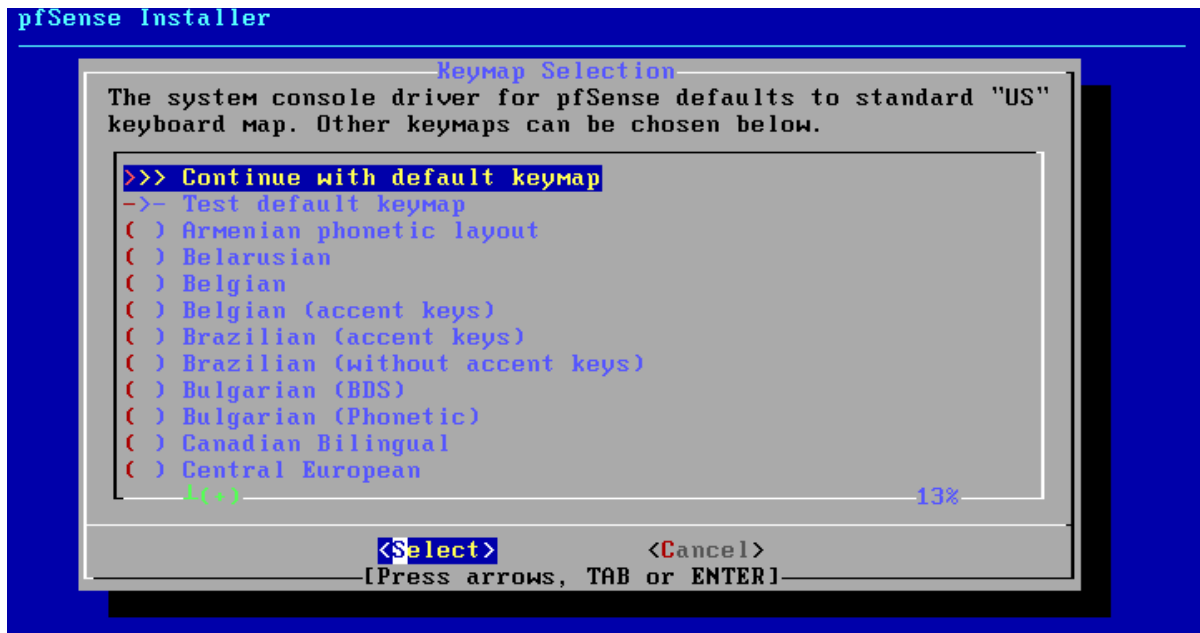 pfSense Installer
Keymap Selection
The system console driver for pfSense defaults to standard "US"
keyboard map. Other keymaps can be chosen below.
>>> Continue with default keymap
->- Test default keymap
( ) Armenian phonetic layout
( ) Belarusian
( ) Belgian
( ) Belgian (accent keys)
( ) Brazilian (accent keys)
( ) Brazilian (without accent keys)
( ) Bulgarian (BDS)
( ) Bulgarian (Phonetic)
( ) Canadian Bilingual
( ) Central European
└(+) 13%
<Select> <Cancel>
[Press arrows, TAB or ENTER]